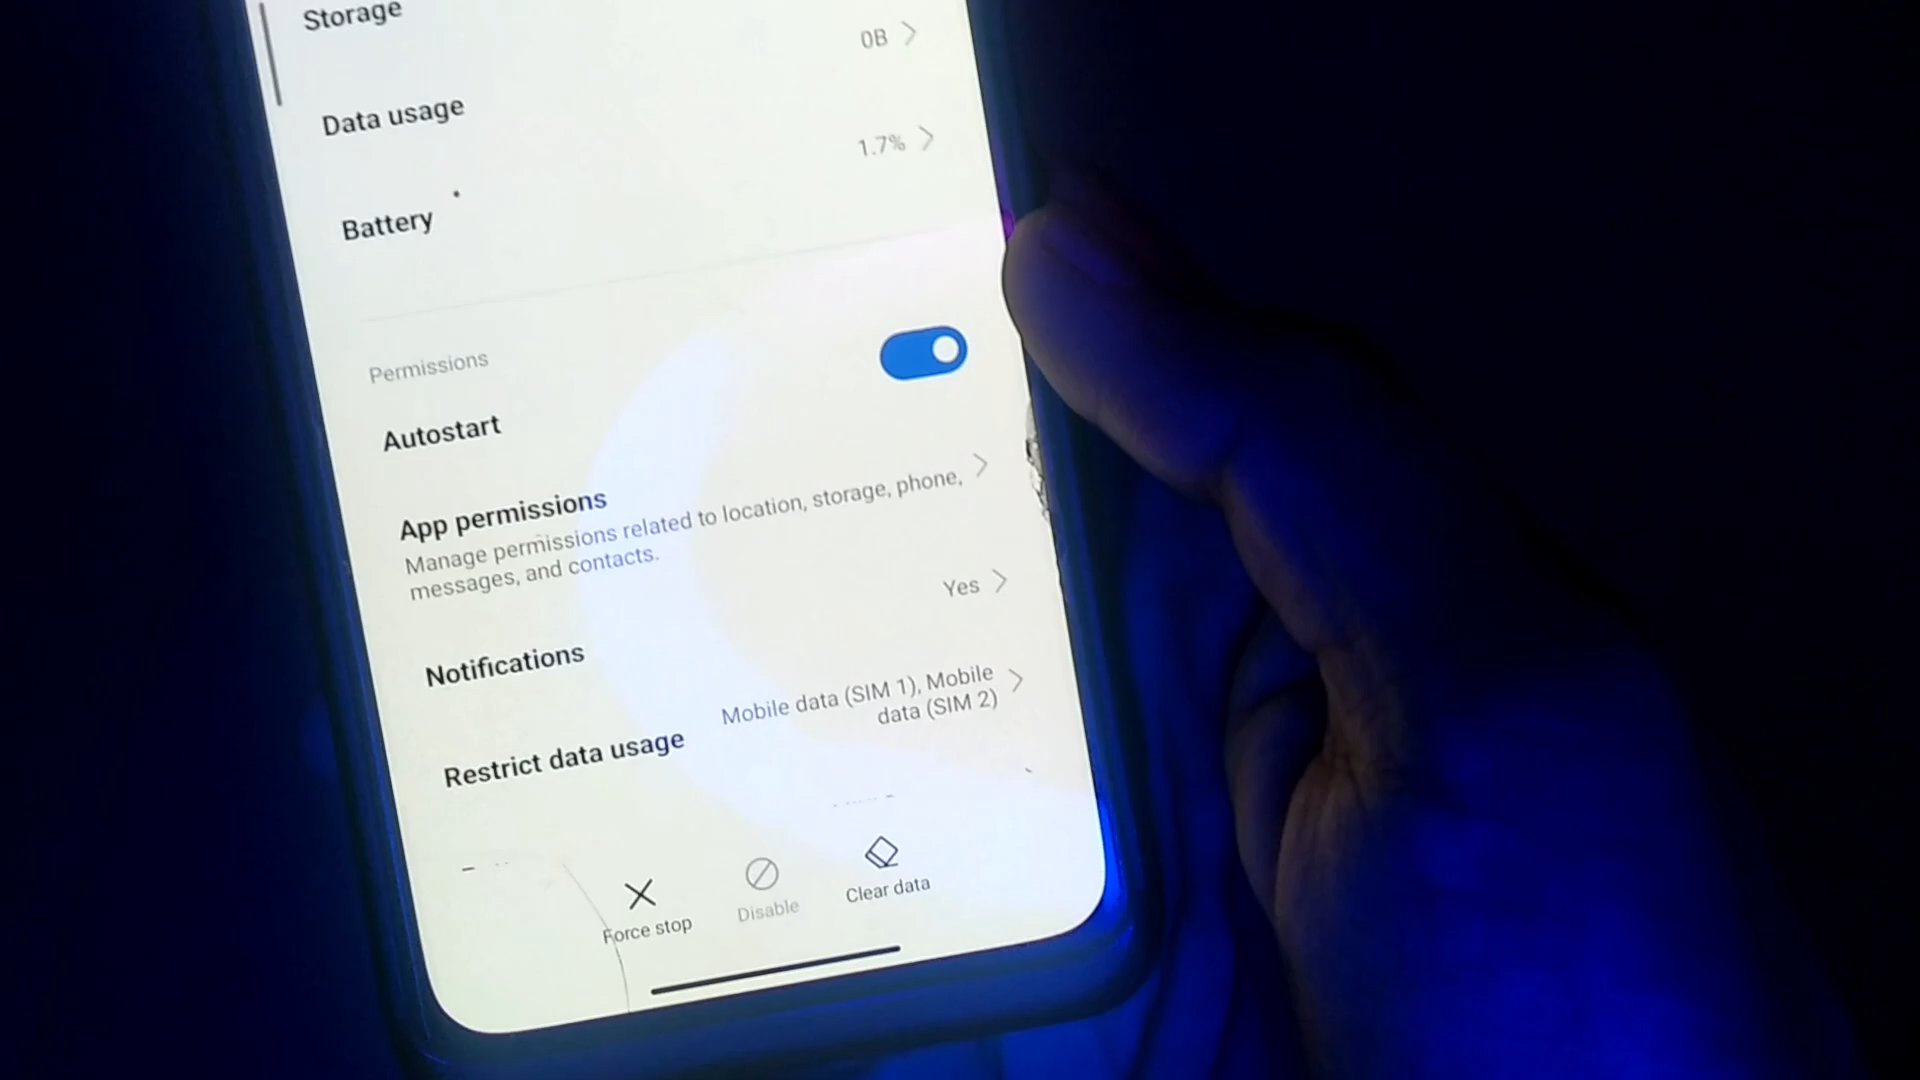 Storage
0B
Data usage
1.7%
Battery
Permissions
Autostart
App permissions
Manage permissions related to location, storage, phone,
messages, and contacts.
Yes
Notifications
Mobile data (SIM 1), Mobile
data (SIM 2)
Restrict data usage
Force stop
Disable
Clear data